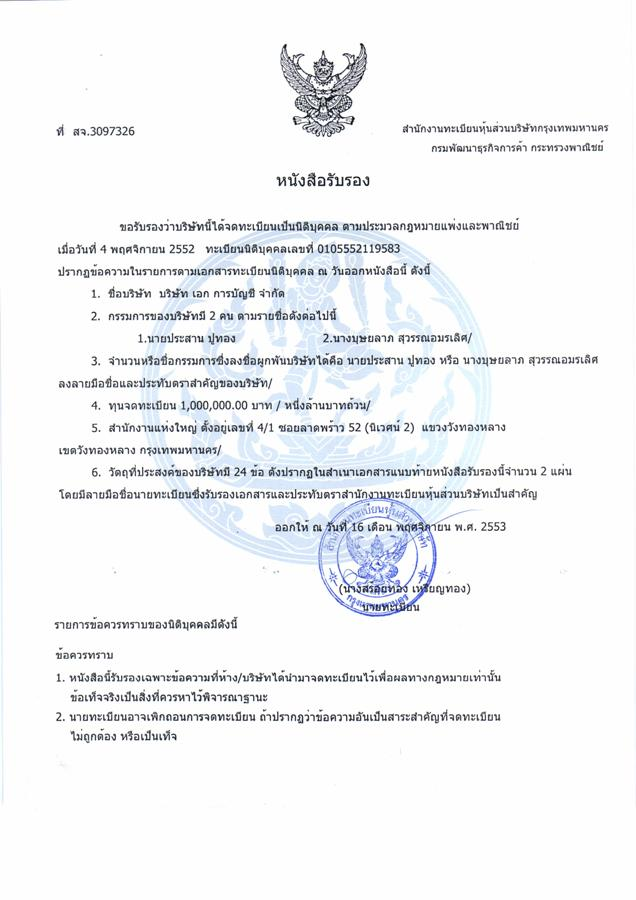 ที่ สจ.3097326
สำนักงานทะเบียนหุ้นส่วนบริษัทกรุงเทพมหานคร
กรมพัฒนาธุรกิจการค้า กระทรวงพาณิชย์
หนังสือรับรอง
ขอรับรองว่าบริษัทนี้ได้จดทะเบียนเป็นนิติบุคคล ตามประมวลกฎหมายแพ่งและพาณิชย์
เมื่อวันที่ 4 พฤศจิกายน 2552 ทะเบียนนิติบุคคลเลขที่ 0105552119583
ปรากฏข้อความในรายการตามเอกสารทะเบียนนิติบุคคล ณ วันออกหนังสือนี้ ดังนี้
1. ชื่อบริษัท บริษัท เอก การบัญชี จำกัด
2. กรรมการของบริษัทมี 2 คน ตามรายชื่อดังต่อไปนี้
1.นายประสาน ปูทอง 2.นางบุษยลาภ สุวรรณอมรเลิศ/
3. จำนวนหรือชื่อกรรมการซึ่งลงชื่อผูกพันบริษัทได้คือ นายประสาน ปูทอง หรือ นางบุษยลาภ สุวรรณอมรเลิศ
ลงลายมือชื่อและประทับตราสำคัญของบริษัท/
4. ทุนจดทะเบียน 1,000,000.00 บาท / หนึ่งล้านบาทถ้วน/
5. สำนักงานแห่งใหญ่ ตั้งอยู่เลขที่ 4/1 ซอยลาดพร้าว 52 (นิเวศน์ 2) แขวงวังทองหลาง
เขตวังทองหลาง กรุงเทพมหานคร/
6. วัตถุที่ประสงค์ของบริษัทมี 24 ข้อ ดังปรากฏในสำเนาเอกสารแนบท้ายหนังสือรับรองนี้จำนวน 2 แผ่น
โดยมีลายมือชื่อนายทะเบียนซึ่งรับรองเอกสารและประทับตราสำนักงานทะเบียนหุ้นส่วนบริษัทเป็นสำคัญ
ออกให้ ณ วันที่ 16 เดือน พฤศจิกายน พ.ศ. 2553
สำนักงานทะเบียนหุ้นส่วนบริษัท
กรุงเทพมหานคร
(นางสร้อยทอง เหรียญทอง)
นายทะเบียน
รายการข้อควรทราบของนิติบุคคลมีดังนี้
ข้อควรทราบ
1. หนังสือนี้รับรองเฉพาะข้อความที่ห้าง/บริษัทได้นำมาจดทะเบียนไว้เพื่อผลทางกฎหมายเท่านั้น
ข้อเท็จจริงเป็นสิ่งที่ควรหาไว้พิจารณาฐานะ
2. นายทะเบียนอาจเพิกถอนการจดทะเบียน ถ้าปรากฏว่าข้อความอันเป็นสาระสำคัญที่จดทะเบียน
ไม่ถูกต้อง หรือเป็นเท็จ